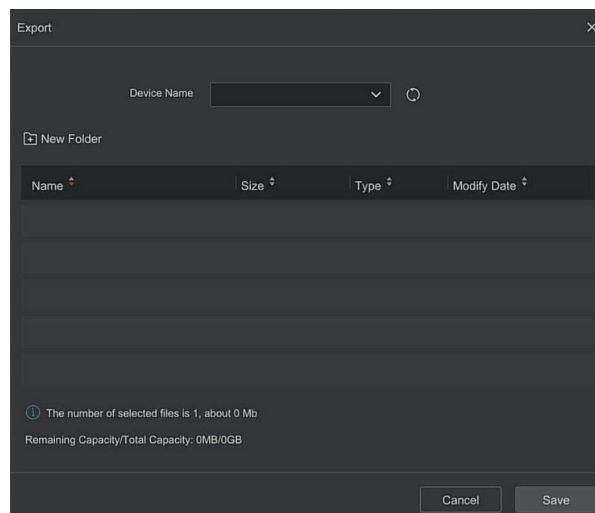 Export
Device Name
New Folder
Name Size Type Modify Date
The number of selected files is 1, about 0 Mb
Remaining Capacity/Total Capacity: 0MB/0GB
Cancel Save